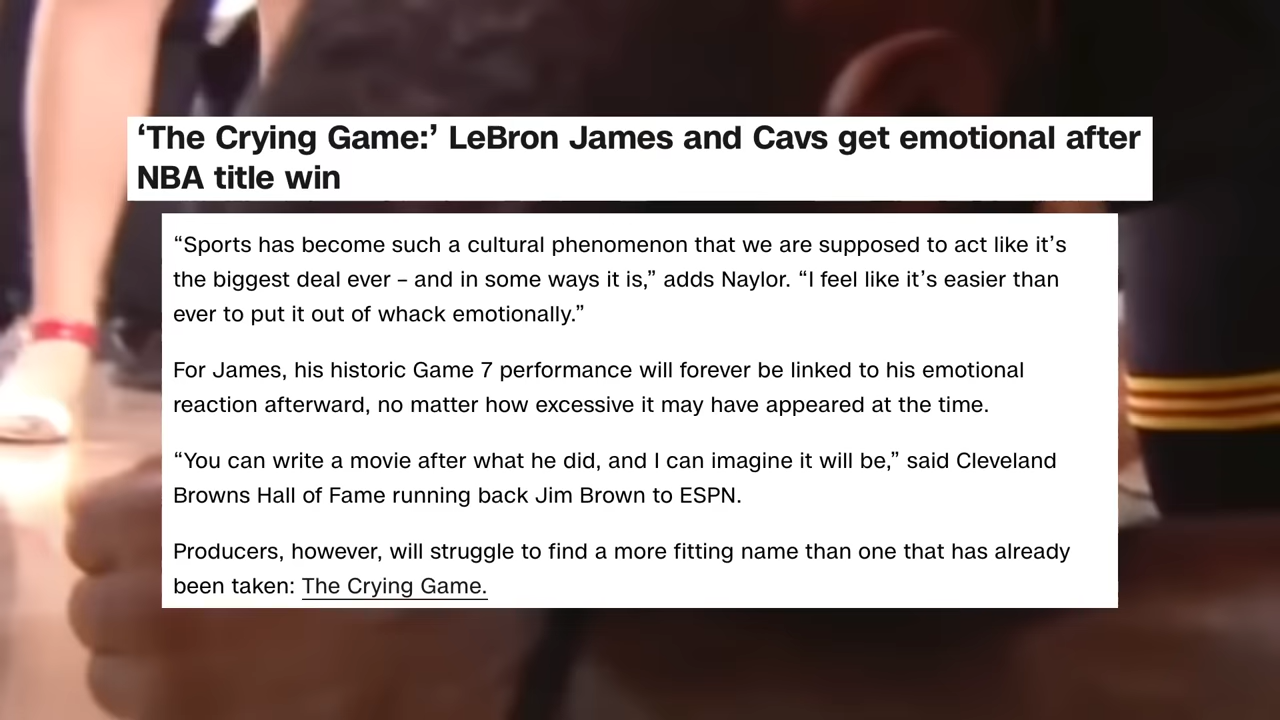 ‘The Crying Game:’ LeBron James and Cavs get emotional after
NBA title win
“Sports has become such a cultural phenomenon that we are supposed to act like it’s
the biggest deal ever – and in some ways it is,” adds Naylor. “I feel like it’s easier than
ever to put it out of whack emotionally.”
For James, his historic Game 7 performance will forever be linked to his emotional
reaction afterward, no matter how excessive it may have appeared at the time.
“You can write a movie after what he did, and I can imagine it will be,” said Cleveland
Browns Hall of Fame running back Jim Brown to ESPN.
Producers, however, will struggle to find a more fitting name than one that has already
been taken: The Crying Game.